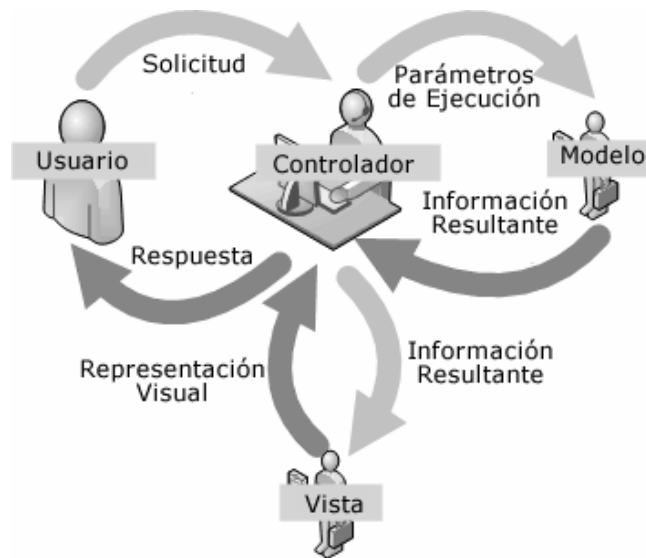 Solicitud
Parámetros
de Ejecución
Usuario
Controlador
Modelo
Información
Resultante
Respuesta
Representación
Visual
Información
Resultante
Vista